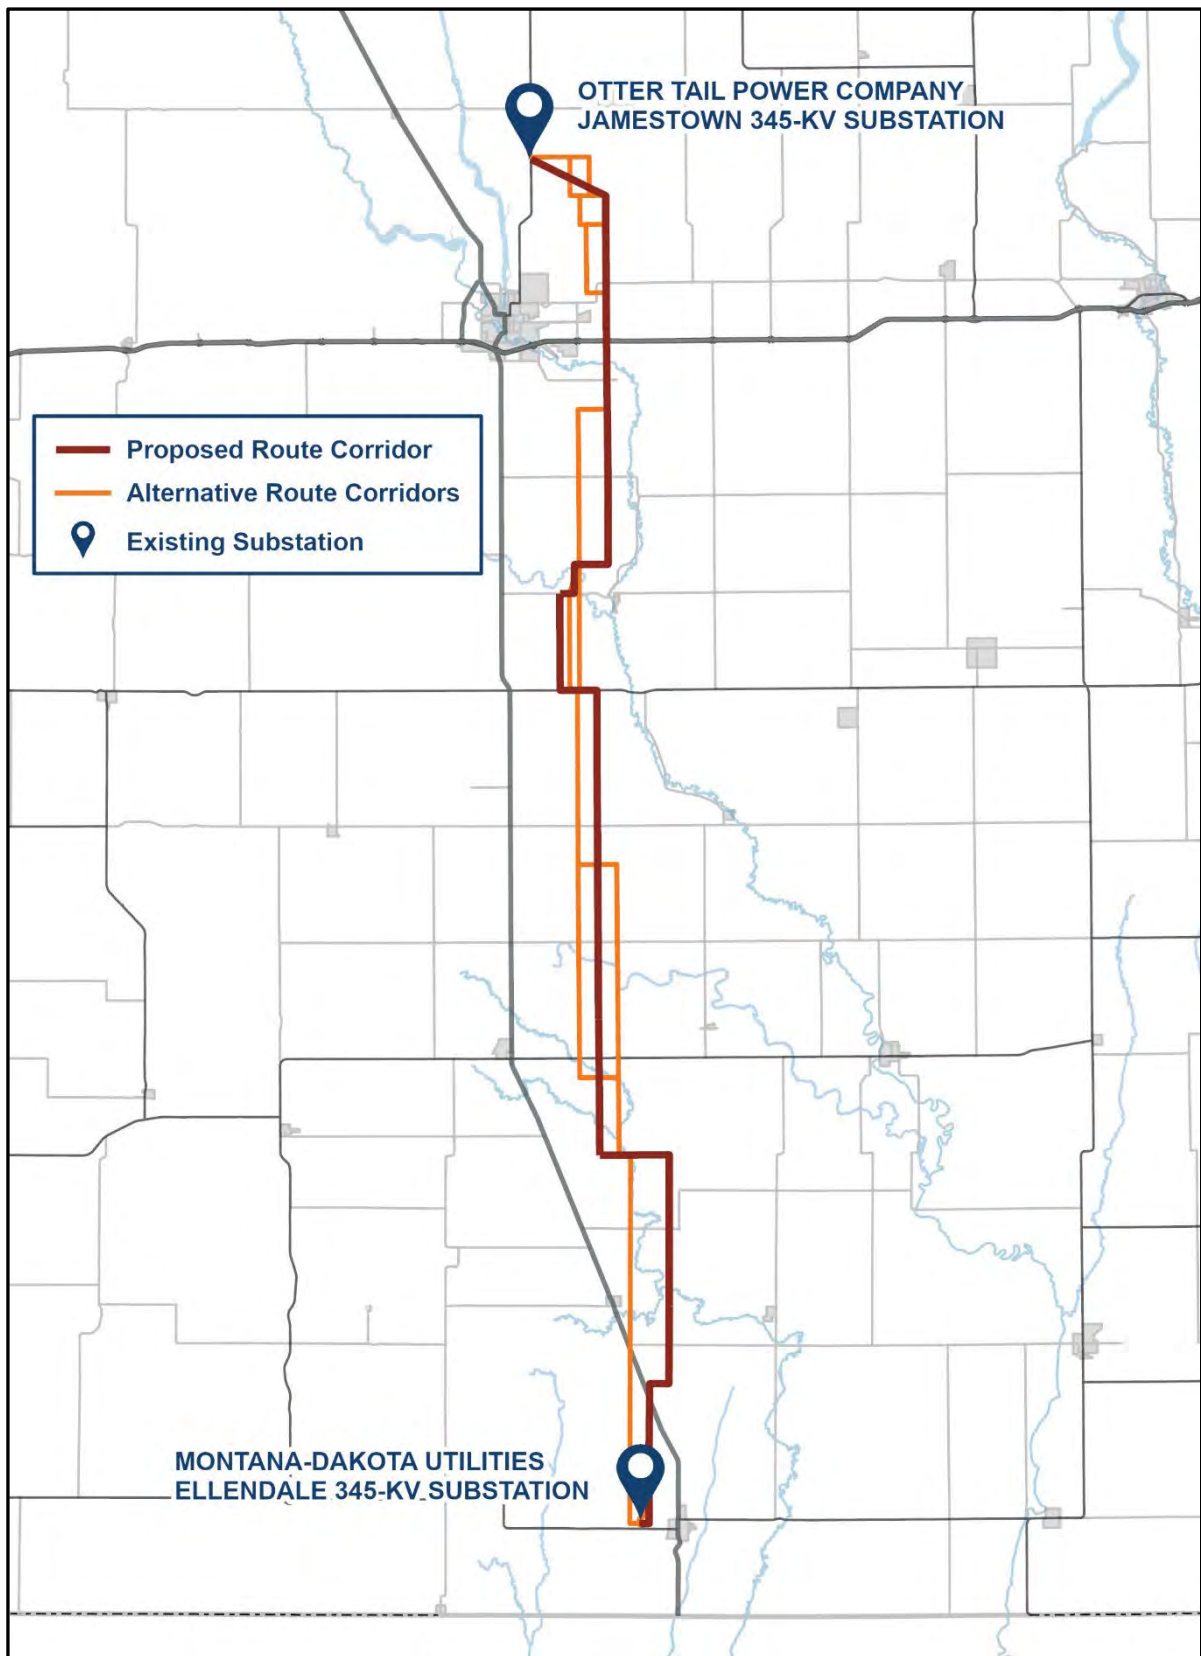 OTTER TAIL POWER COMPANY
JAMESTOWN 345-KV SUBSTATION
Proposed Route Corridor
Alternative Route Corridors
Existing Substation
MONTANA-DAKOTA UTILITIES
ELLENDALE 345-KV SUBSTATION